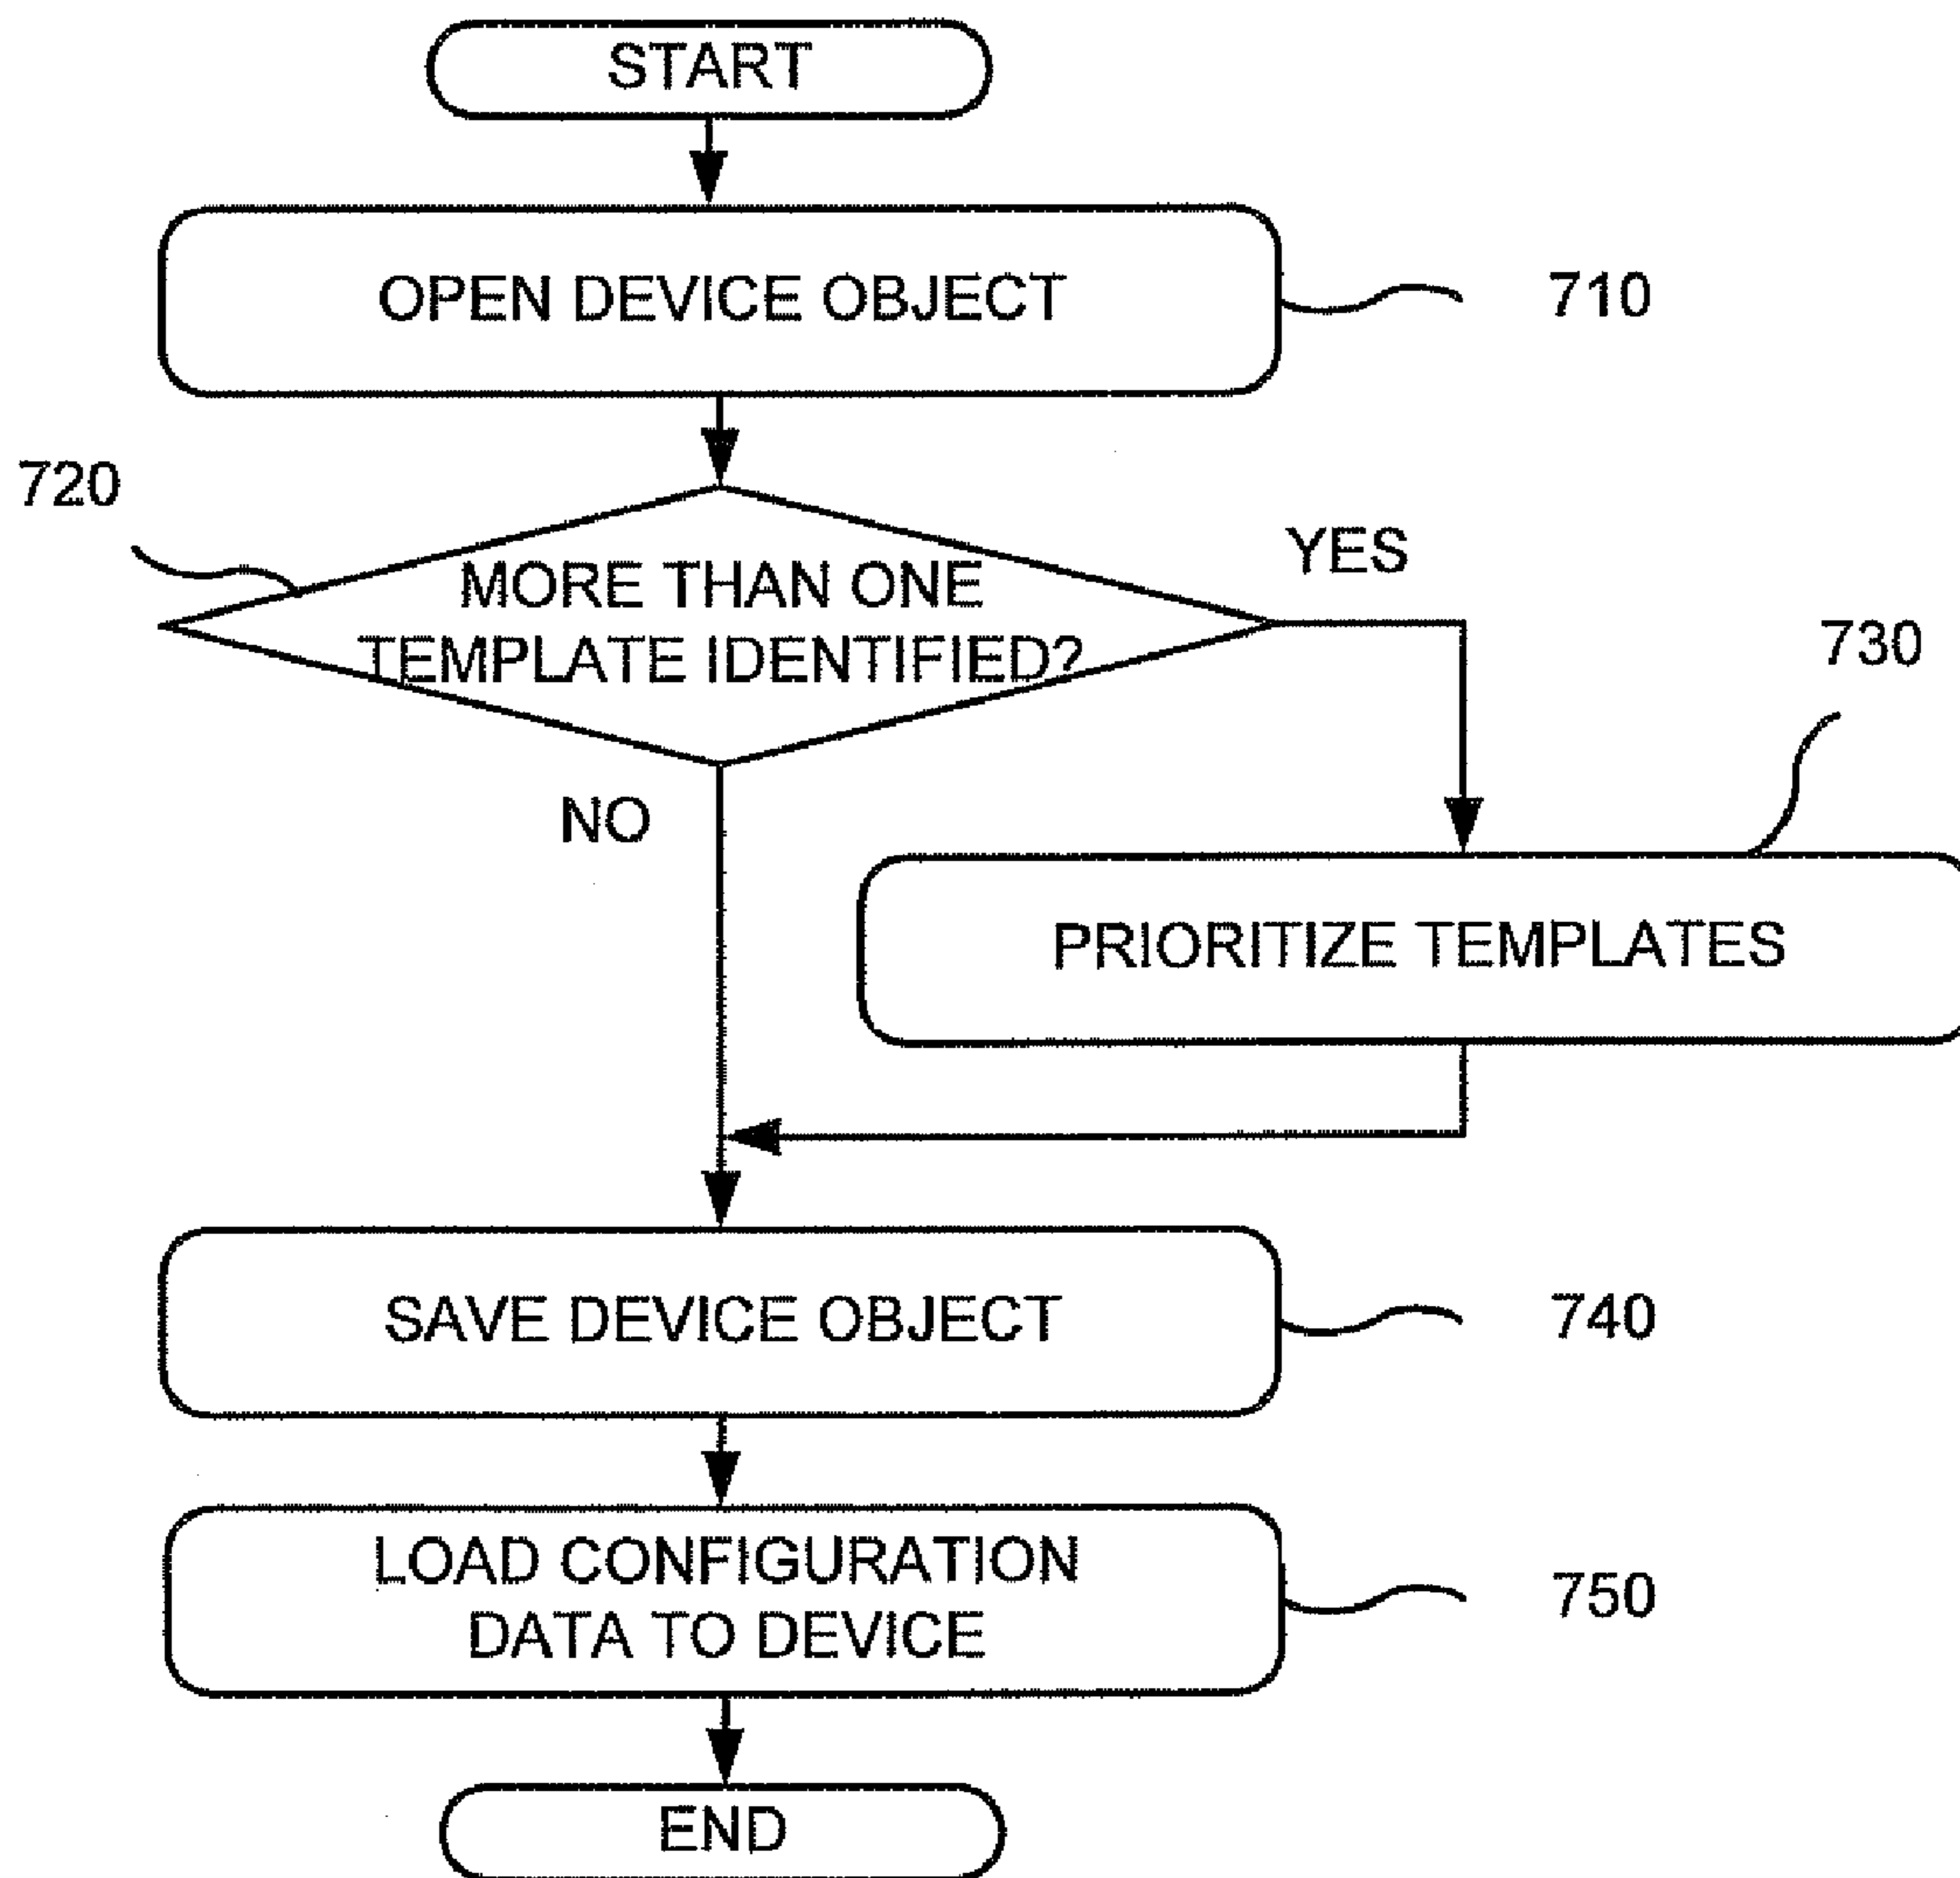 START
OPEN DEVICE OBJECT
710
720
MORE THAN ONE
TEMPLATE IDENTIFIED?
YES
730
NO
PRIORITIZE TEMPLATES
SAVE DEVICE OBJECT
740
LOAD CONFIGURATION
DATA TO DEVICE
750
END